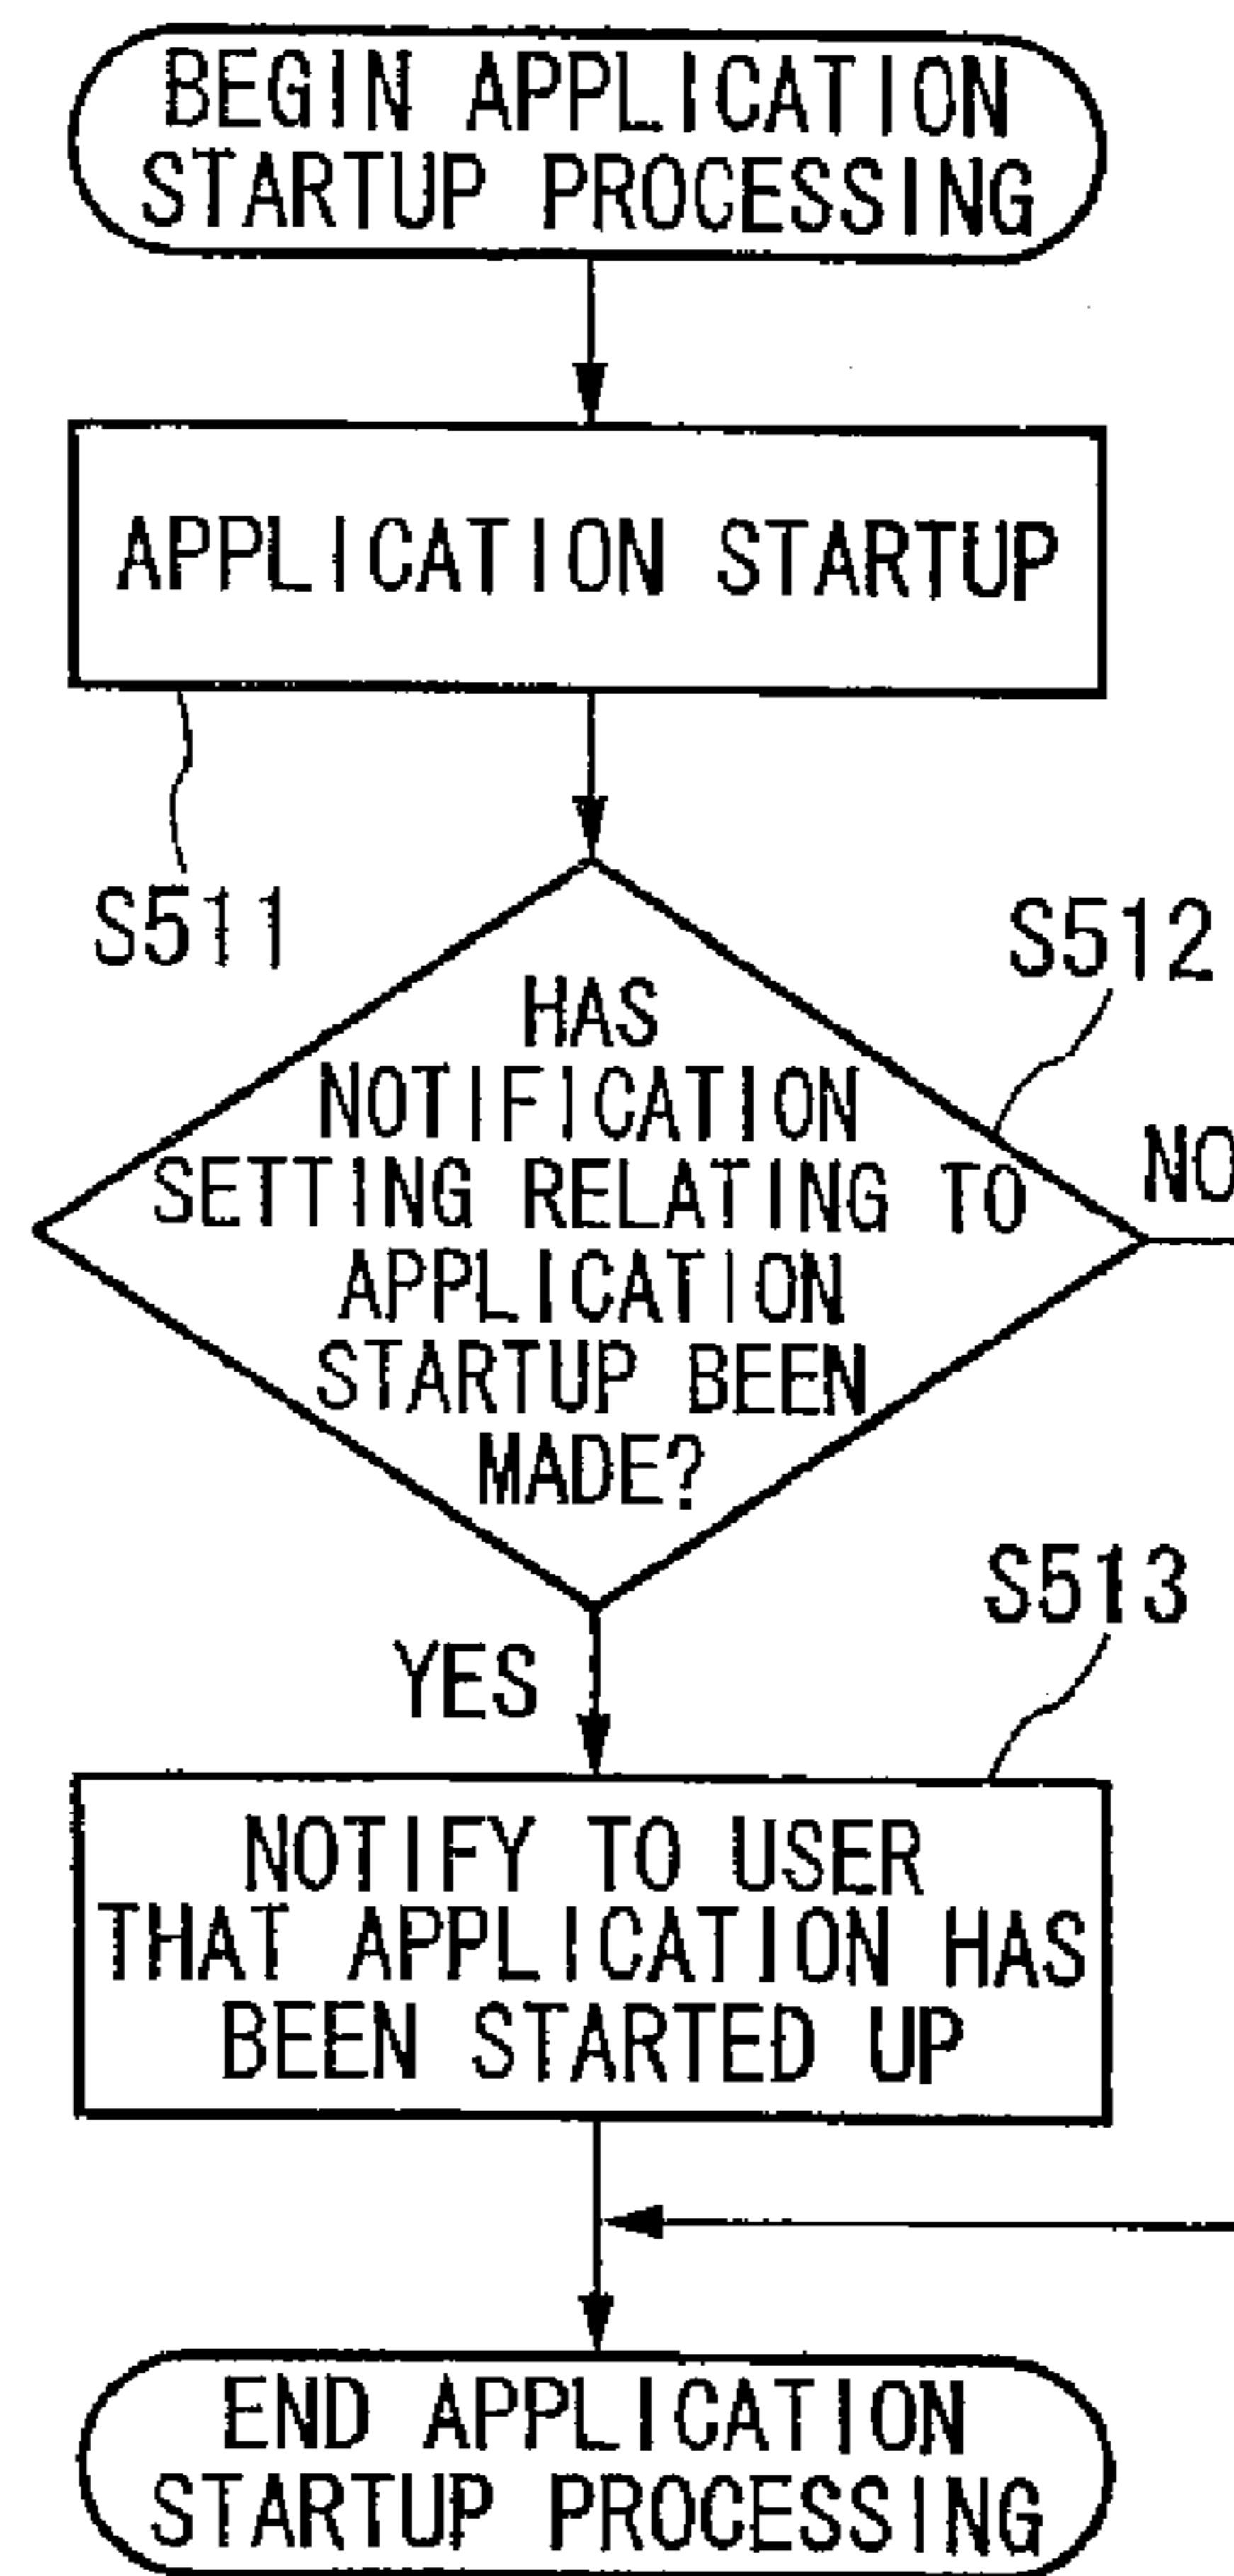 BEGIN APPLICATION
STARTUP PROCESSING
APPLICATION STARTUP
S511
S512
HAS
NOTIFICATION
SETTING RELATING TO
APPLICATION
STARTUP BEEN
MADE?
NO
YES
S513
NOTIFY TO USER
THAT APPLICATION HAS
BEEN STARTED UP
END APPLICATION
STARTUP PROCESSING